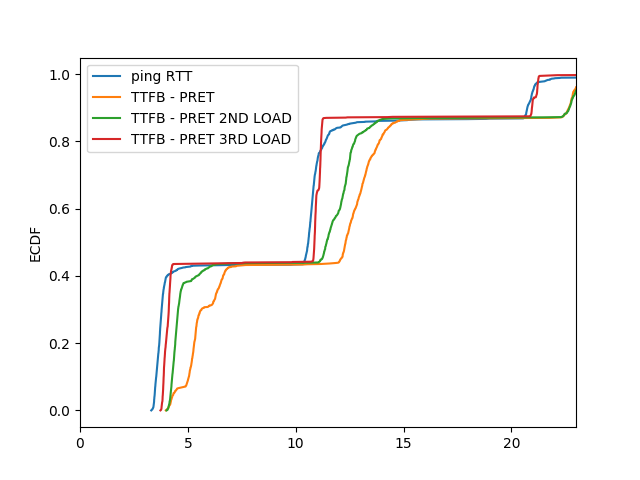 1.0
0.8
0.6
0.4
0.2
0.0
ECDF
ping RTT
TTFB - PRET
TTFB - PRET 2ND LOAD
TTFB - PRET 3RD LOAD
0 5 10 15 20